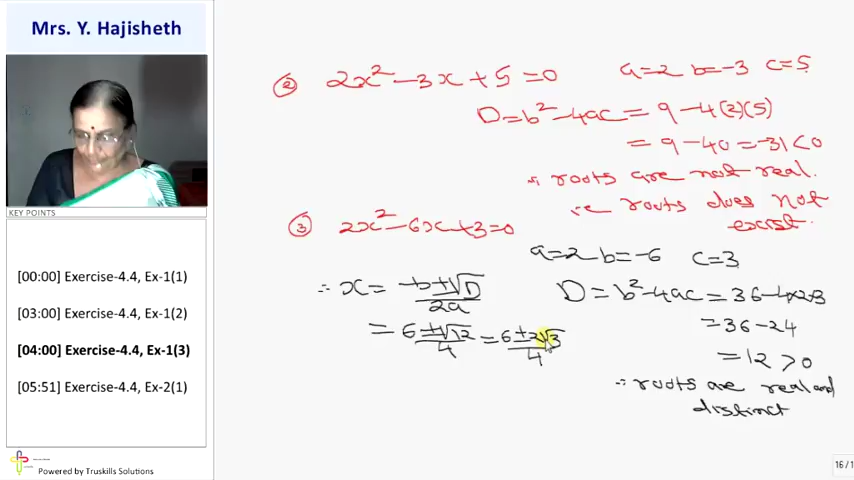 Mrs. Y. Hajisheth
KEY POINTS
[00:00] Exercise-4.4, Ex-1(1)
[03:00] Exercise-4.4, Ex-1(2)
[04:00] Exercise-4.4, Ex-1(3)
[05:51] Exercise-4.4, Ex-2(1)
Powered by Truskills Solutions
② 2x² -3x +5 =0 a=2 b=-3 c=5
D=b²-4ac = 9-4(2)(5)
= 9-40 = -31<0
∴ roots are not real.
i.e roots does not
exist.
③ 2x²-6x+3=0
a=2 b=-6 c=3
∴ x = -b±√D / 2a
D = b²-4ac = 36-4×2×3
= 6±√12 / 4 = 6±2√3 / 4
= 36-24
= 12 >0
∴ roots are real and
distinct
16/1